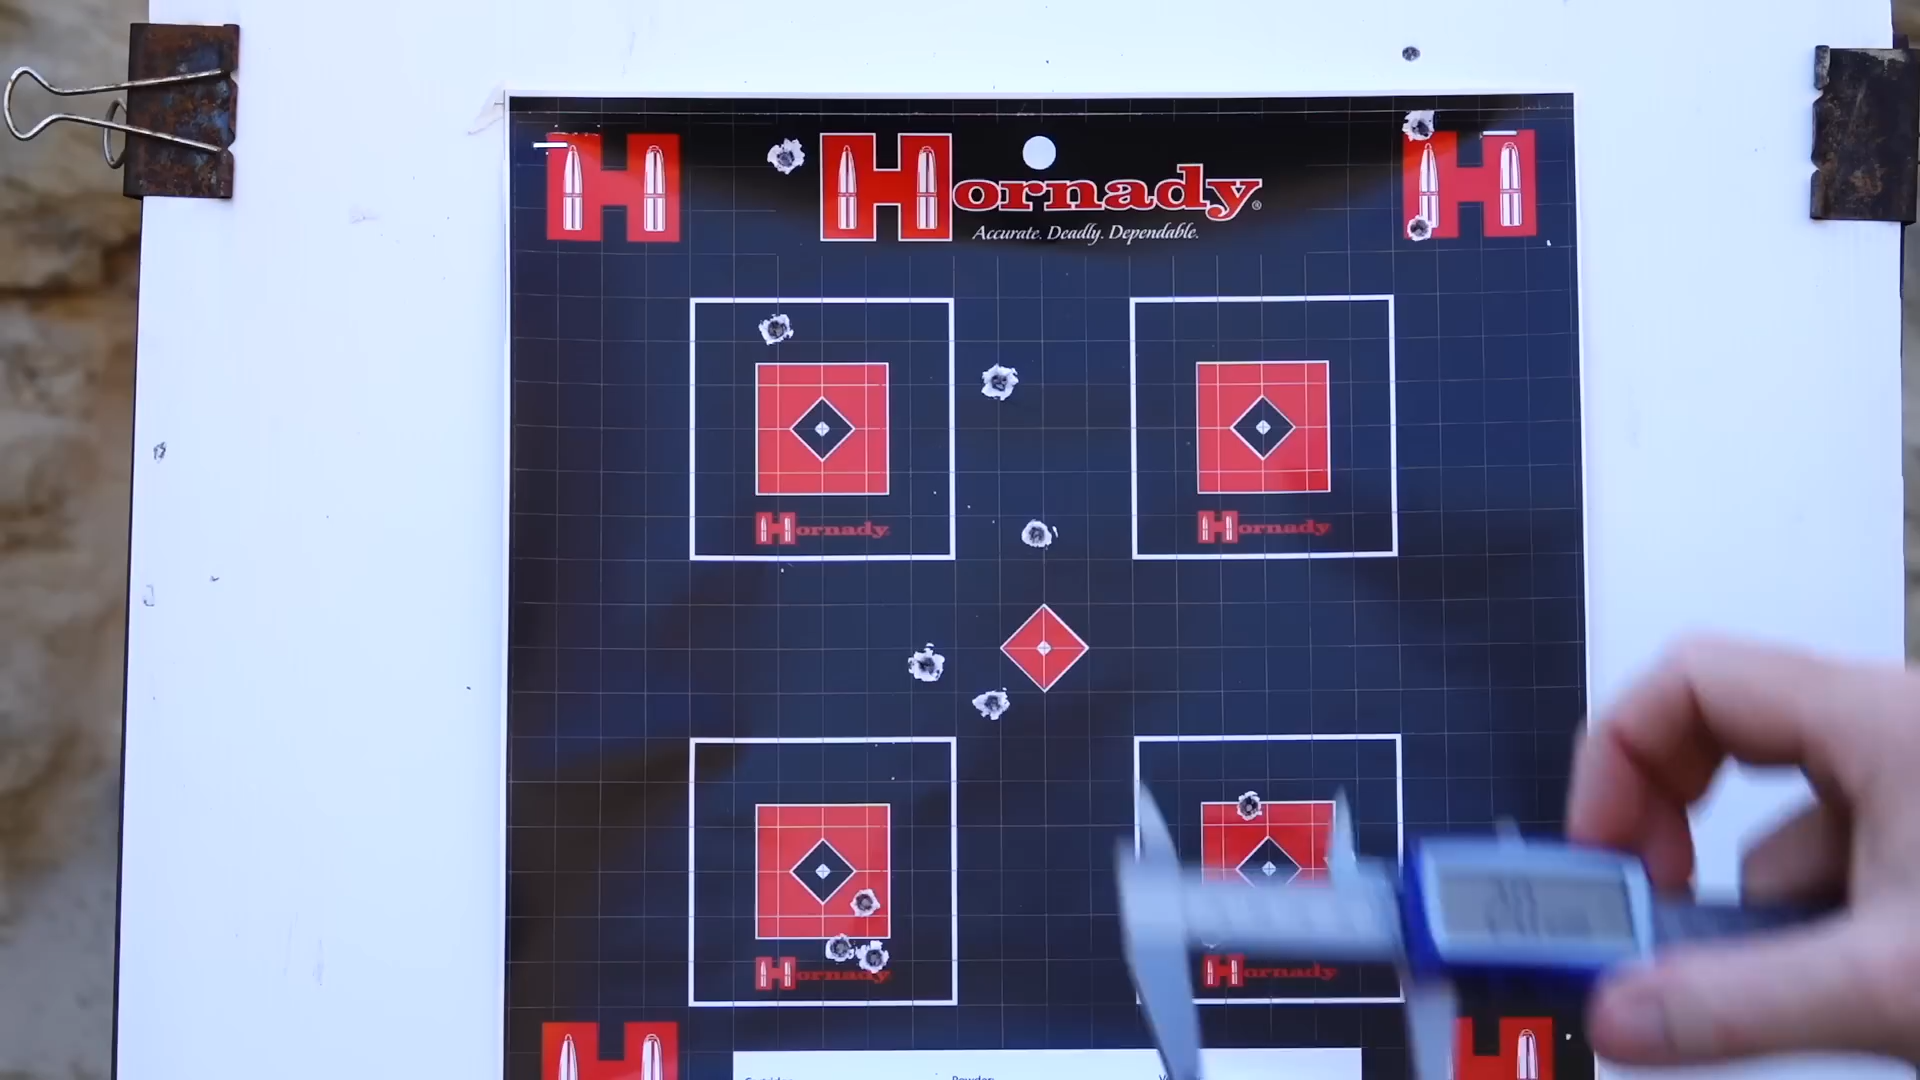 Hornady®
Accurate. Deadly. Dependable.
Hornady
Hornady
Hornady
Hornady